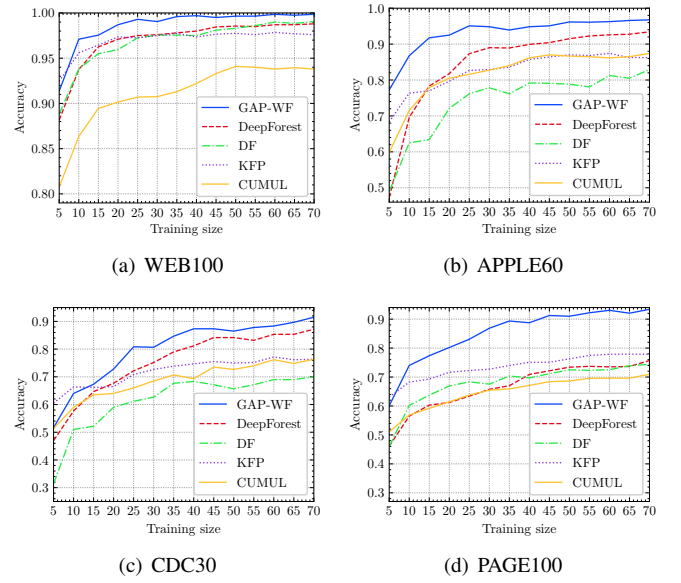 1.00
0.95
0.90
0.85
0.80
Accuracy
GAP-WF
DeepForest
DF
KFP
CUMUL
5 10 15 20 25 30 35 40 45 50 55 60 65 70
Training size
(a) WEB100
1.0
0.9
0.8
0.7
0.6
0.5
Accuracy
GAP-WF
DeepForest
DF
KFP
CUMUL
5 10 15 20 25 30 35 40 45 50 55 60 65 70
Training size
(b) APPLE60
0.9
0.8
0.7
0.6
0.5
0.4
0.3
Accuracy
GAP-WF
DeepForest
DF
KFP
CUMUL
5 10 15 20 25 30 35 40 45 50 55 60 65 70
Training size
(c) CDC30
0.9
0.8
0.7
0.6
0.5
0.4
0.3
Accuracy
GAP-WF
DeepForest
DF
KFP
CUMUL
5 10 15 20 25 30 35 40 45 50 55 60 65 70
Training size
(d) PAGE100